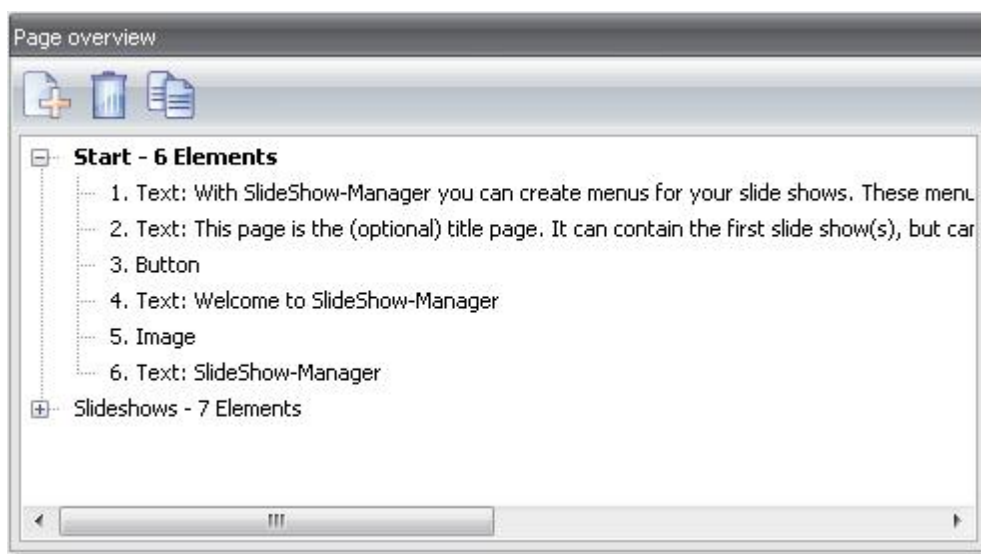 Page overview
Start - 6 Elements
1. Text: With SlideShow-Manager you can create menus for your slide shows. These menu
2. Text: This page is the (optional) title page. It can contain the first slide show(s), but can
3. Button
4. Text: Welcome to SlideShow-Manager
5. Image
6. Text: SlideShow-Manager
Slideshows - 7 Elements